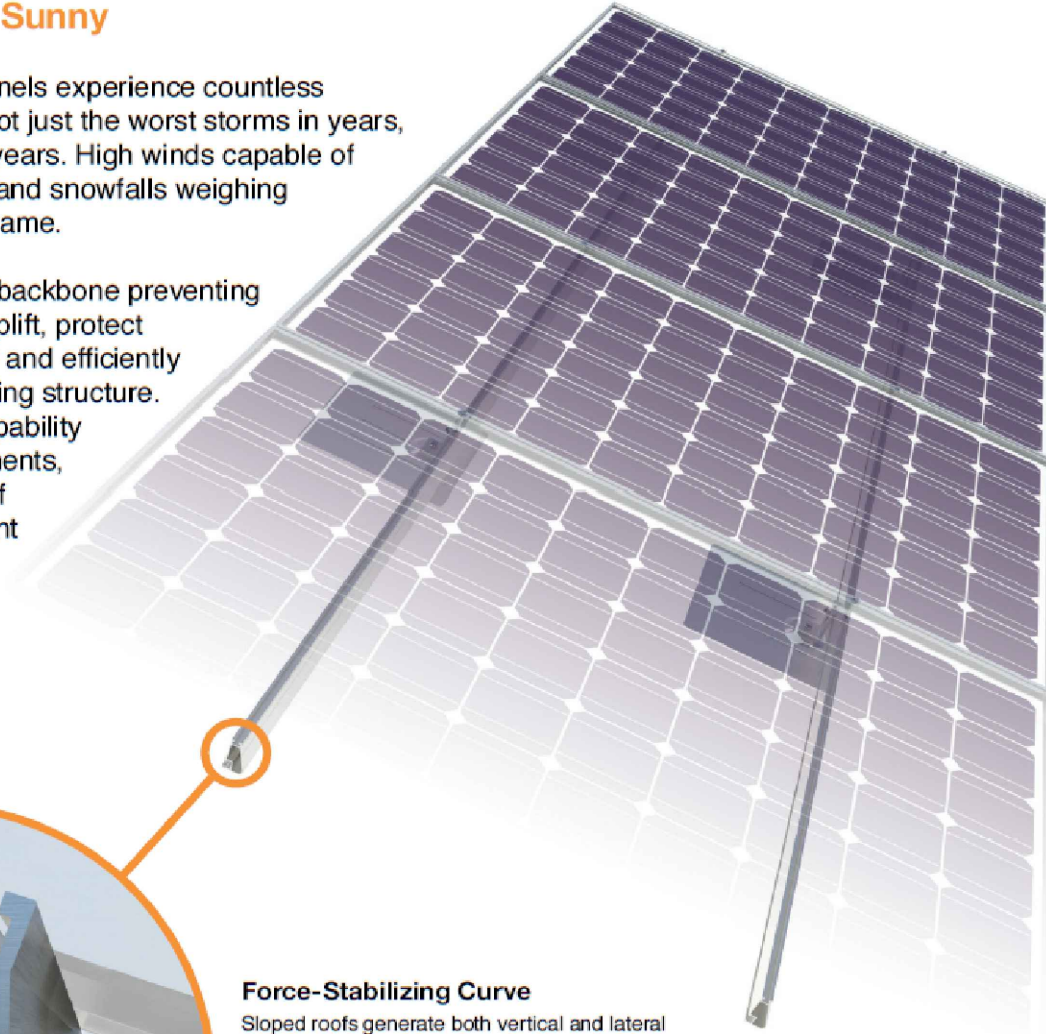 Sunny
nels experience countless
ot just the worst storms in years,
years. High winds capable of
and snowfalls weighing
ame.
backbone preventing
plift, protect
and efficiently
ing structure.
pability
nents,
f
nt
Force-Stabilizing Curve
Sloped roofs generate both vertical and lateral